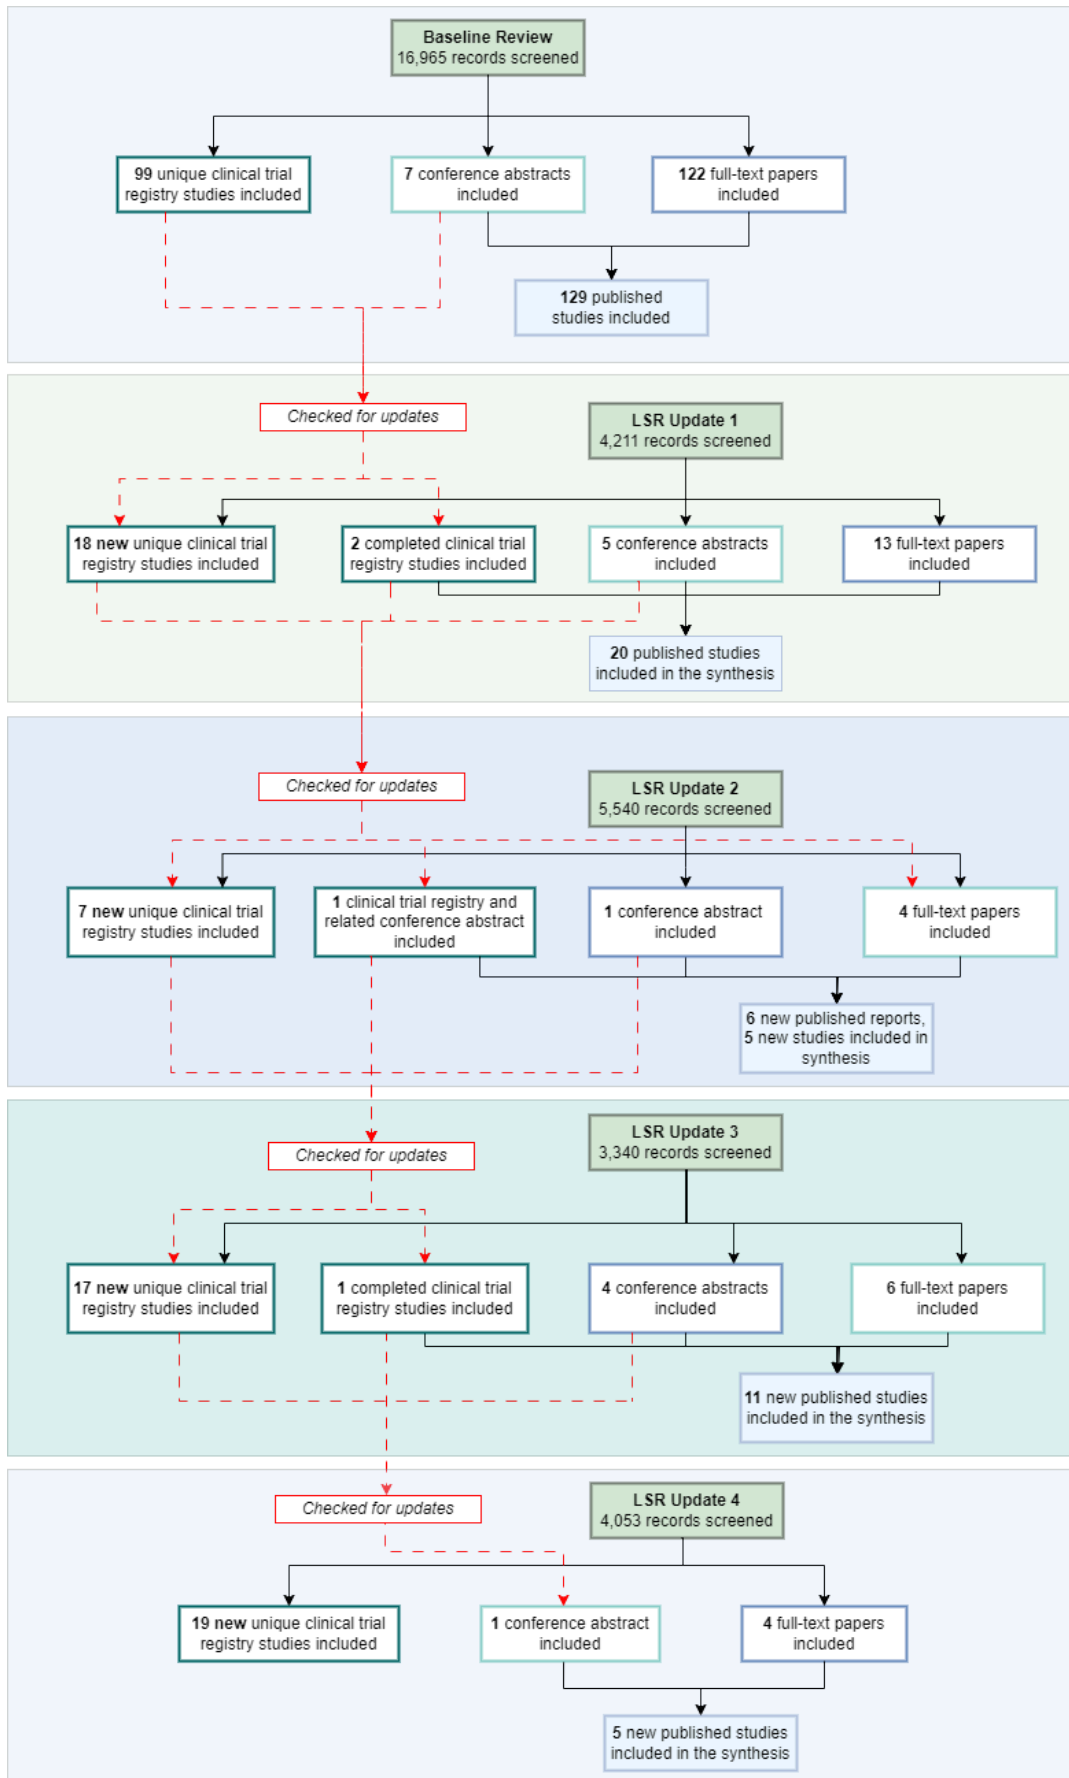 Baseline Review
16,965 records screened
99 unique clinical trial
registry studies included
7 conference abstracts
included
122 full-text papers
included
129 published
studies included
Checked for updates
LSR Update 1
4,211 records screened
18 new unique clinical trial
registry studies included
2 completed clinical trial
registry studies included
5 conference abstracts
included
13 full-text papers
included
20 published studies
included in the synthesis
Checked for updates
LSR Update 2
5,540 records screened
7 new unique clinical trial
registry studies included
1 clinical trial registry and
related conference abstract
included
1 conference abstract
included
4 full-text papers
included
6 new published reports,
5 new studies included in
synthesis
Checked for updates
LSR Update 3
3,340 records screened
17 new unique clinical trial
registry studies included
1 completed clinical trial
registry studies included
4 conference abstracts
included
6 full-text papers
included
11 new published studies
included in the synthesis
Checked for updates
LSR Update 4
4,053 records screened
19 new unique clinical trial
registry studies included
1 conference abstract
included
4 full-text papers
included
5 new published studies
included in the synthesis